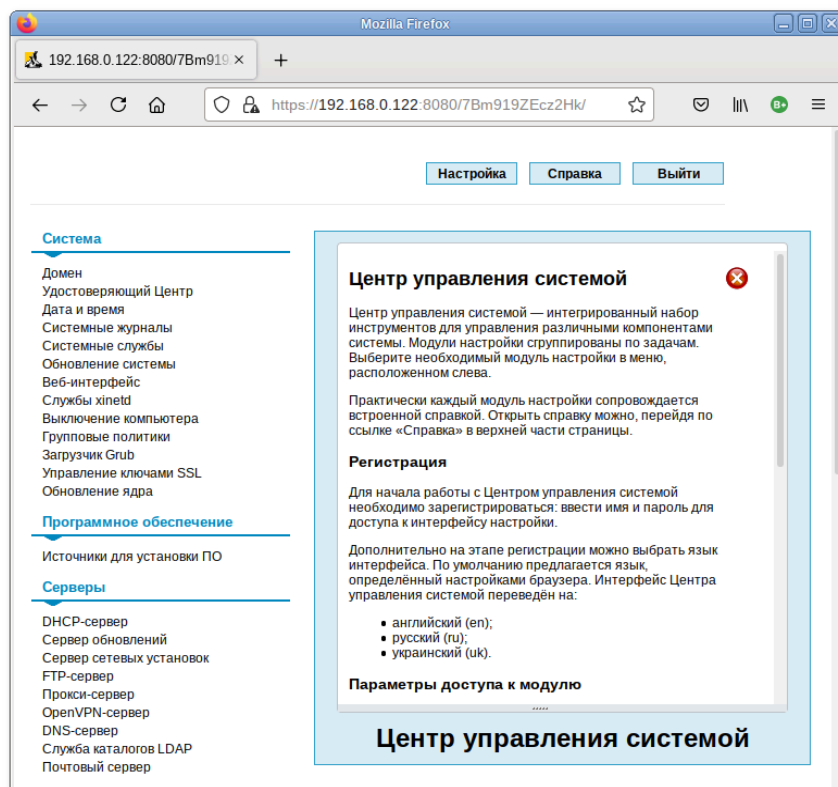 Mozilla Firefox
192.168.0.122:8080/7Bm919
https://192.168.0.122:8080/7Bm919ZEcz2Hk/
Настройка Справка Выйти
Система
Домен
Удостоверяющий Центр
Дата и время
Системные журналы
Системные службы
Обновление системы
Веб-интерфейс
Службы xinetd
Выключение компьютера
Групповые политики
Загрузчик Grub
Управление ключами SSL
Обновление ядра
Программное обеспечение
Источники для установки ПО
Серверы
DHCP-сервер
Сервер обновлений
Сервер сетевых установок
FTP-сервер
Прокси-сервер
OpenVPN-сервер
DNS-сервер
Служба каталогов LDAP
Почтовый сервер
Центр управления системой
Центр управления системой — интегрированный набор
инструментов для управления различными компонентами
системы. Модули настройки сгруппированы по задачам.
Выберите необходимый модуль настройки в меню,
расположенном слева.
Практически каждый модуль настройки сопровождается
встроенной справкой. Открыть справку можно, перейдя по
ссылке «Справка» в верхней части страницы.
Регистрация
Для начала работы с Центром управления системой
необходимо зарегистрироваться: ввести имя и пароль для
доступа к интерфейсу настройки.
Дополнительно на этапе регистрации можно выбрать язык
интерфейса. По умолчанию предлагается язык,
определённый настройками браузера. Интерфейс Центра
управления системой переведён на:
• английский (en);
• русский (ru);
• украинский (uk).
Параметры доступа к модулю
Центр управления системой